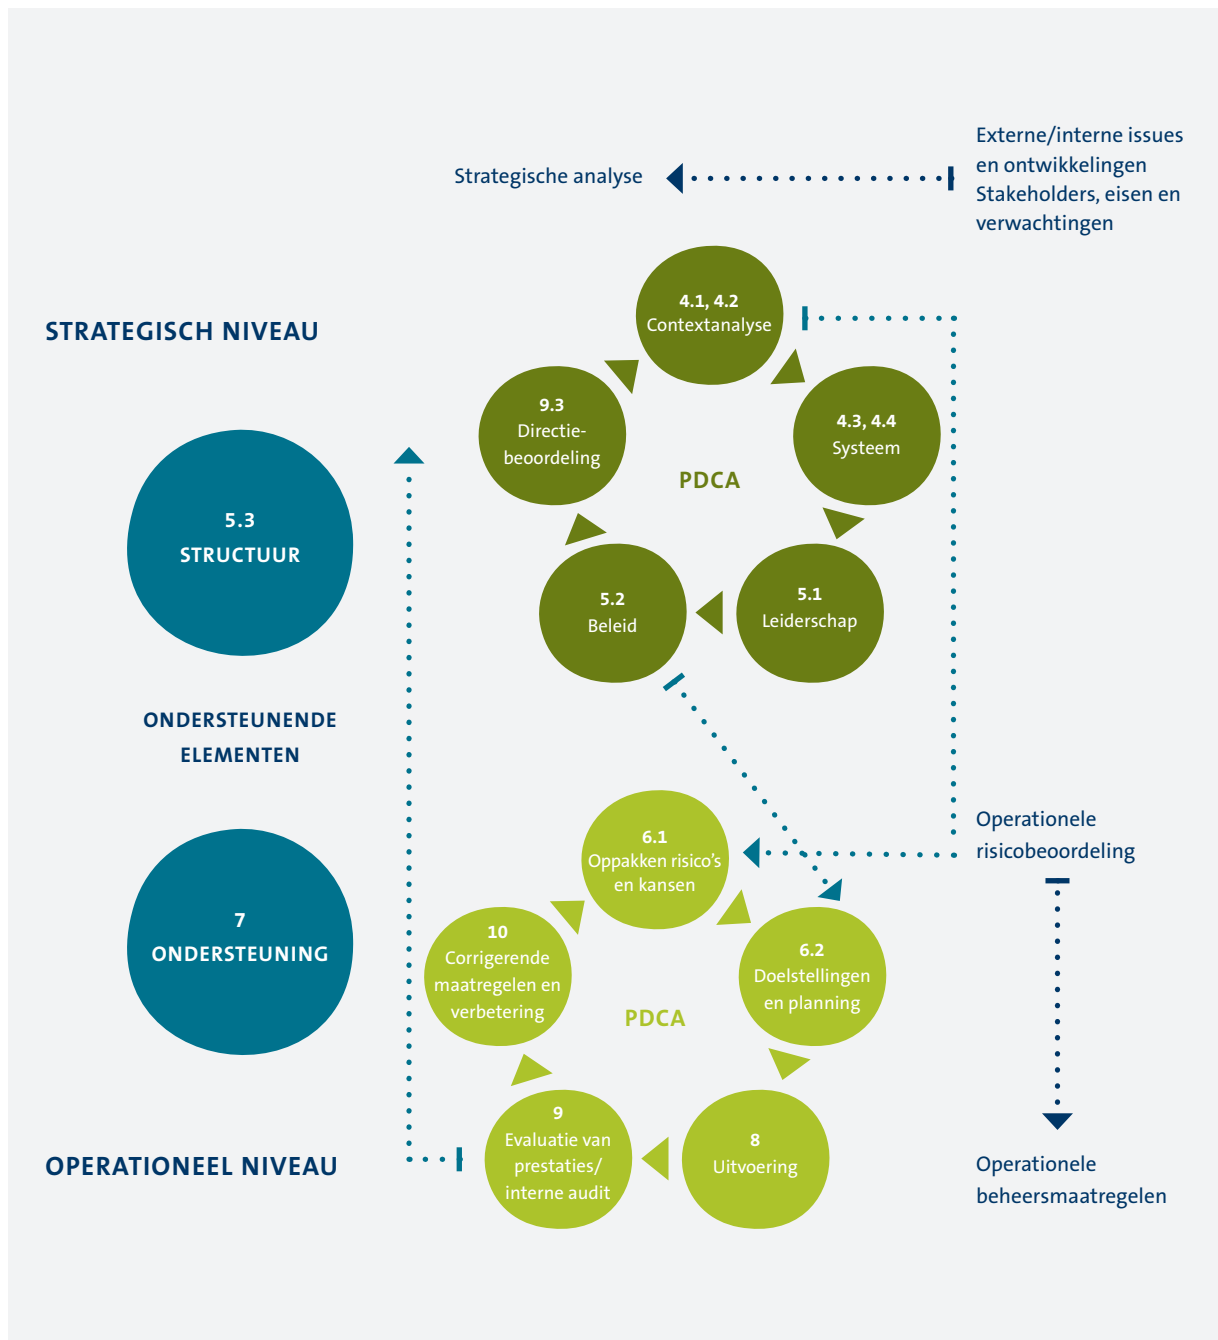 Strategische analyse
Externe/interne issues
en ontwikkelingen
Stakeholders, eisen en
verwachtingen
STRATEGISCH NIVEAU
4.1, 4.2
Contextanalyse
9.3
Directie-
beoordeling
4.3, 4.4
Systeem
PDCA
5.3
STRUCTUUR
5.2
Beleid
5.1
Leiderschap
ONDERSTEUNENDE
ELEMENTEN
6.1
Oppakken risico's
en kansen
Operationele
risicobeoordeling
7
ONDERSTEUNING
10
Corrigerende
maatregelen en
verbetering
6.2
Doelstellingen
en planning
PDCA
OPERATIONEEL NIVEAU
9
Evaluatie van
prestaties/
interne audit
8
Uitvoering
Operationele
beheersmaatregelen